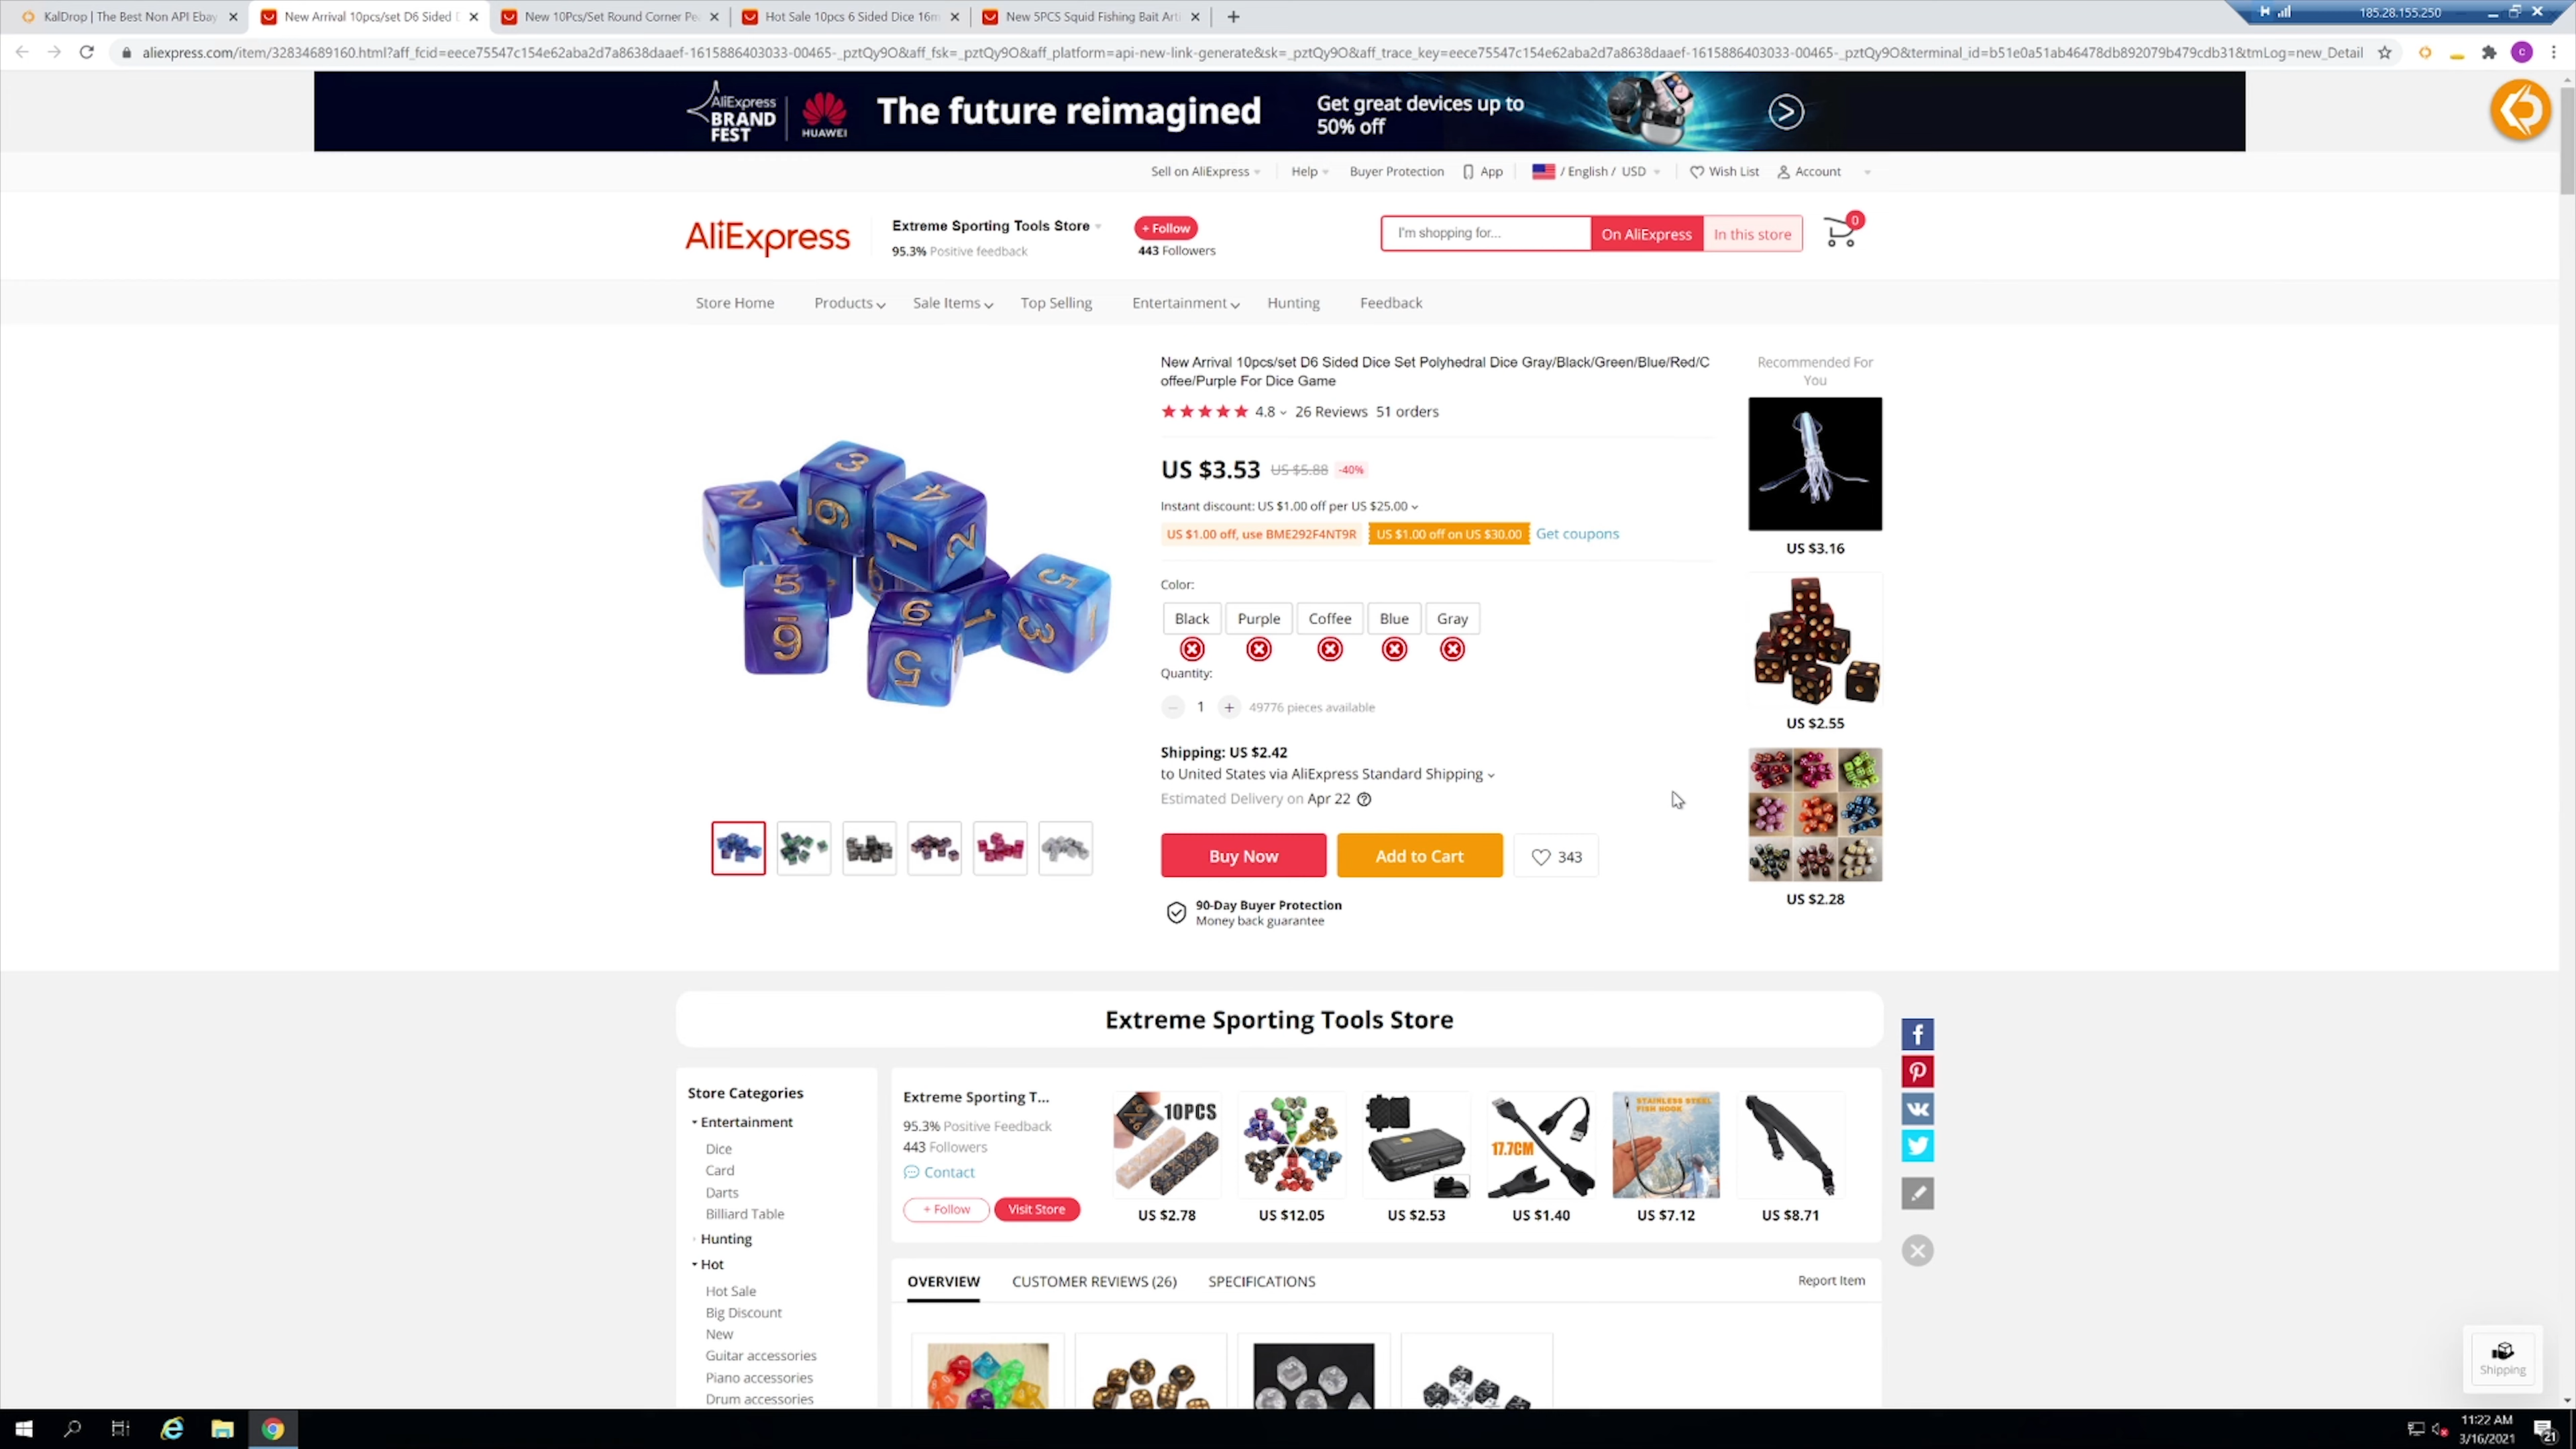 KalDrop | The Best Non API Ebay
New Arrival 10pcs/set D6 Sided D
New 10Pcs/Set Round Corner Pe
Hot Sale 10pcs 6 Sided Dice 16m
New 5PCS Squid Fishing Bait Arti
185.28.155.250
aliexpress.com/item/32834689160.html?aff_fcid=eece75547c154e62aba2d7a8638daaef-1615886403033-00465-_pztQy9O&aff_fsk=_pztQy9O&aff_platform=api-new-link-generate&sk=_pztQy9O&aff_trace_key=eece75547c154e62aba2d7a8638daaef-1615886403033-00465-_pztQy9O&terminal_id=b51e0a51ab46478db892079b479cdb31&tmLog=new_Detail
c
AliExpress
BRAND
FEST
HUAWEI
The future reimagined
Get great devices up to
50% off
Sell on AliExpress
Help
Buyer Protection
App
/ English / USD
Wish List
Account
AliExpress
Extreme Sporting Tools Store
95.3% Positive feedback
+ Follow
443 Followers
I'm shopping for...
On AliExpress
In this store
0
Store Home
Products
Sale Items
Top Selling
Entertainment
Hunting
Feedback
New Arrival 10pcs/set D6 Sided Dice Set Polyhedral Dice Gray/Black/Green/Blue/Red/C
offee/Purple For Dice Game
4.8
26 Reviews
51 orders
US $3.53
US $5.88
-40%
Instant discount: US $1.00 off per US $25.00
US $1.00 off, use BME292F4NT9R
US $1.00 off on US $30.00
Get coupons
Color:
Black
Purple
Coffee
Blue
Gray
Quantity:
1
+
49776 pieces available
Shipping: US $2.42
to United States via AliExpress Standard Shipping
Estimated Delivery on Apr 22
Buy Now
Add to Cart
343
90-Day Buyer Protection
Money back guarantee
Recommended For
You
US $3.16
US $2.55
US $2.28
Extreme Sporting Tools Store
Store Categories
Entertainment
Dice
Card
Darts
Billiard Table
Hunting
Hot
Hot Sale
Big Discount
New
Guitar accessories
Piano accessories
Drum accessories
Extreme Sporting T...
95.3% Positive Feedback
443 Followers
Contact
+ Follow
Visit Store
10PCS
US $2.78
US $12.05
US $2.53
17.7CM
US $1.40
STAINLESS STEEL
FISH HOOK
US $7.12
US $8.71
OVERVIEW
CUSTOMER REVIEWS (26)
SPECIFICATIONS
Report Item
Shipping
11:22 AM
3/16/2021
21